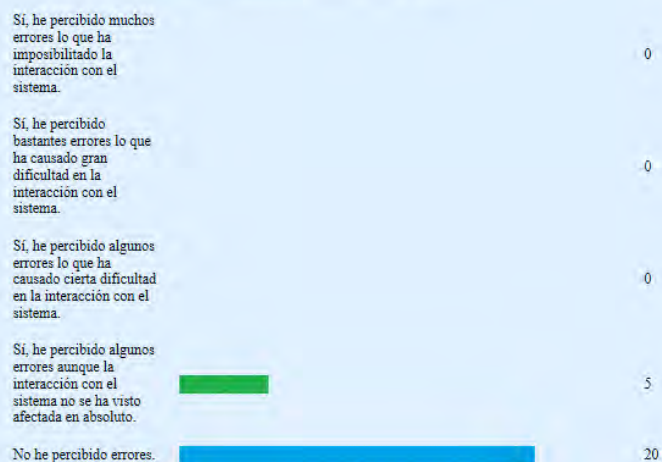 Sí, he percibido muchos
errores lo que ha
imposibilitado la
interacción con el
sistema.
0
Sí, he percibido
bastantes errores lo que
ha causado gran
dificultad en la
interacción con el
sistema.
0
Sí, he percibido algunos
errores lo que ha
causado cierta dificultad
en la interacción con el
sistema.
0
Sí, he percibido algunos
errores aunque la
interacción con el
sistema no se ha visto
afectada en absoluto.
5
No he percibido errores.
20